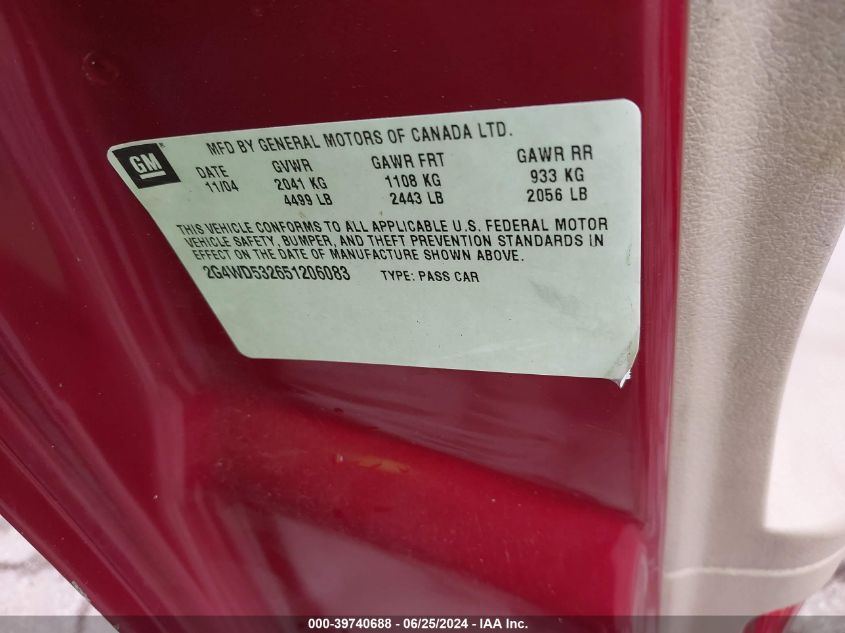 GM
MFD BY GENERAL MOTORS OF CANADA LTD.
DATE GVWR GAWR FRT GAWR RR
11/04 2041 KG 1108 KG 933 KG
4499 LB 2443 LB 2056 LB
THIS VEHICLE CONFORMS TO ALL APPLICABLE U.S. FEDERAL MOTOR
VEHICLE SAFETY, BUMPER, AND THEFT PREVENTION STANDARDS IN
EFFECT ON THE DATE OF MANUFACTURE SHOWN ABOVE.
2G4WD532651206083 TYPE: PASS CAR
000-39740688 - 06/25/2024 - IAA Inc.